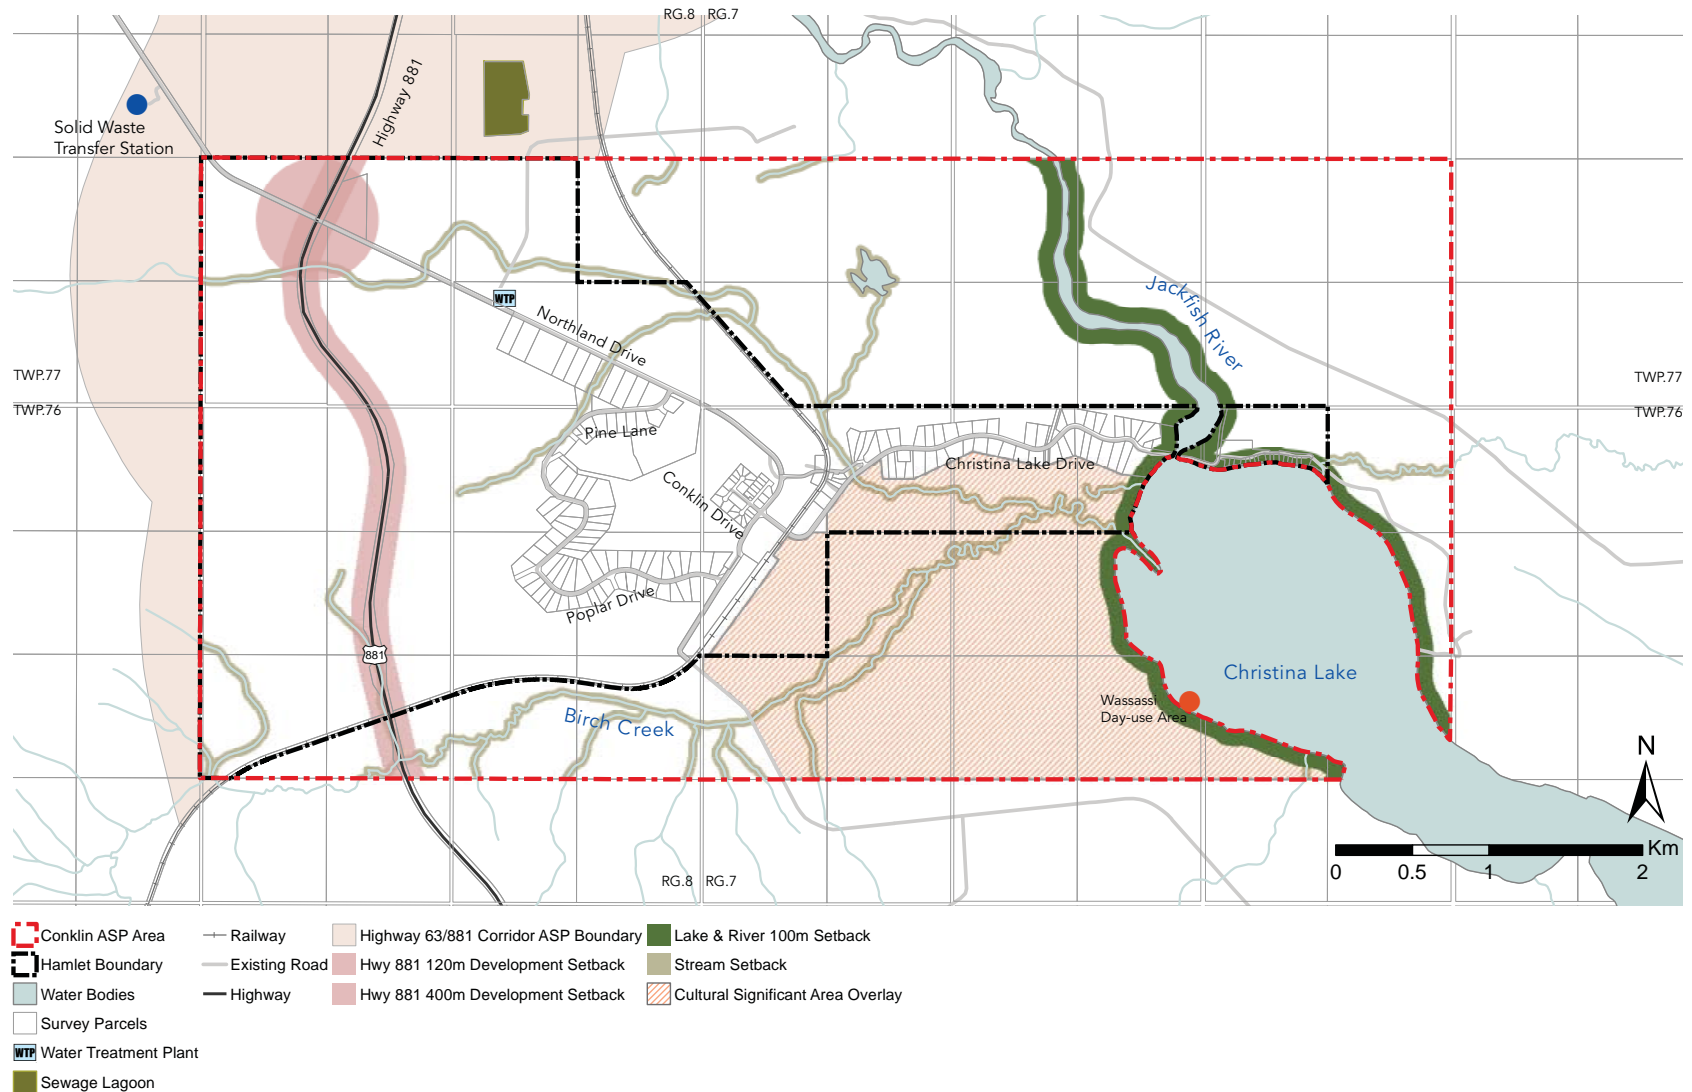 RG.8 RG.7
Highway 881
Solid Waste
Transfer Station
Jackfish River
WTP
Northland Drive
TWP.77
TWP.76
TWP.77
TWP.76
Pine Lane
Christina Lake Drive
Conklin Drive
Poplar Drive
881
Christina Lake
Wassassi
Day-use Area
Birch Creek
N
Km
0 0.5 1 2
RG.8 RG.7
Conklin ASP Area
Hamlet Boundary
Water Bodies
Survey Parcels
WTP Water Treatment Plant
Sewage Lagoon
Railway
Existing Road
Highway
Highway 63/881 Corridor ASP Boundary
Hwy 881 120m Development Setback
Hwy 881 400m Development Setback
Lake & River 100m Setback
Stream Setback
Cultural Significant Area Overlay